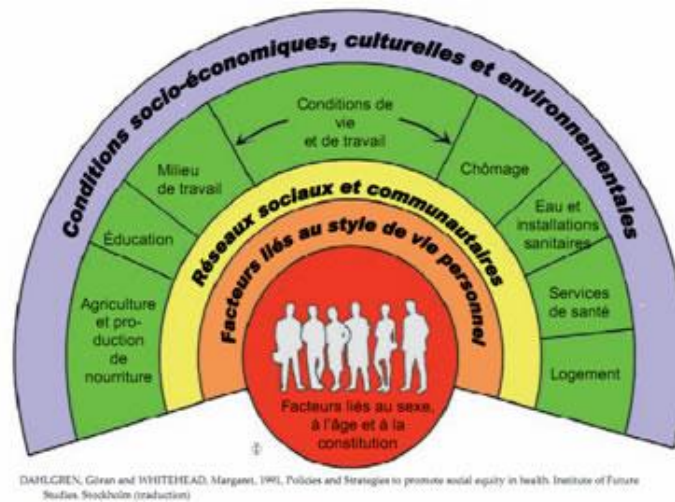 Conditions socio-économiques, culturelles et environnementales
Conditions de
vie
et de travail
Milieu
de travail
Chômage
Éducation
Eau et
installations
sanitaires
Agriculture
et pro-
duction
de
nourriture
Services
de santé
Logement
Réseaux sociaux et communautaires
Facteurs liés au style de vie personnel
Facteurs liés au sexe,
à l'âge et à la
constitution
DAHLGREN, Göran and WHITEHEAD, Margaret, 1991, Policies and Strategies to promote social equity in health. Institute of Future
Studies. Stockholm (traduction)